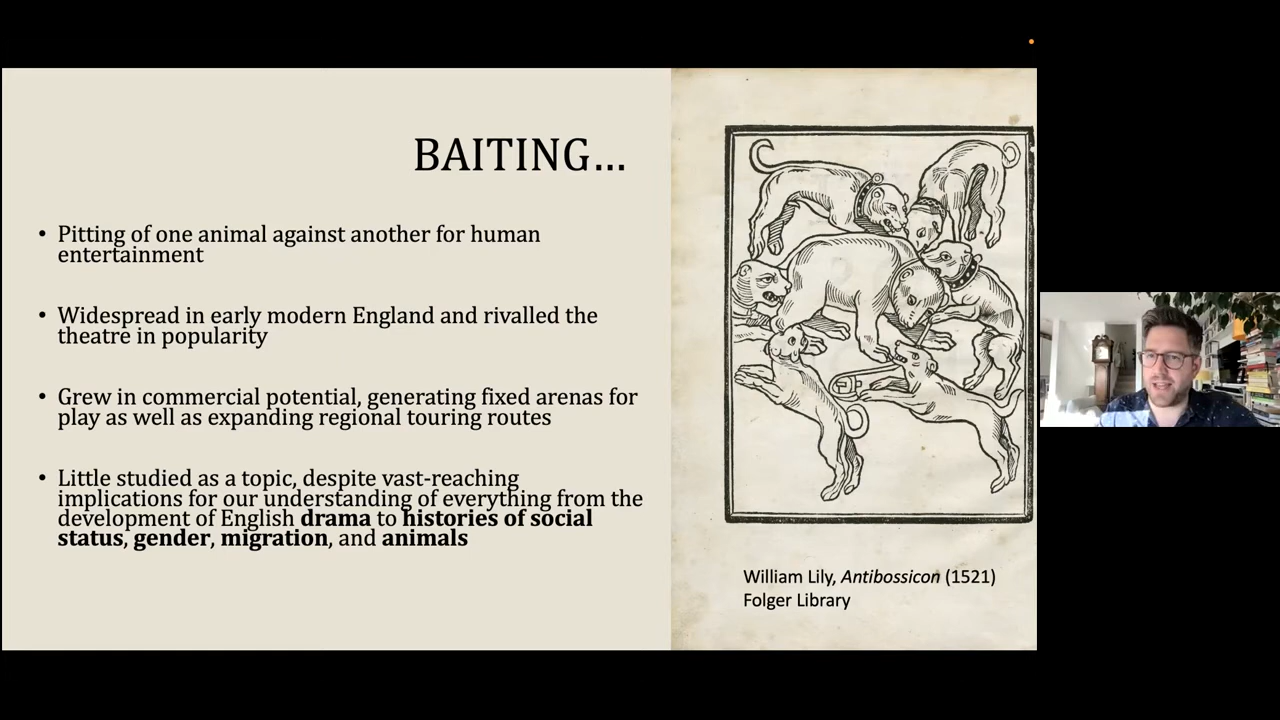 BAITING…
• Pitting of one animal against another for human
entertainment
• Widespread in early modern England and rivalled the
theatre in popularity
• Grew in commercial potential, generating fixed arenas for
play as well as expanding regional touring routes
• Little studied as a topic, despite vast-reaching
implications for our understanding of everything from the
development of English drama to histories of social
status, gender, migration, and animals
William Lily, Antibossicon (1521)
Folger Library